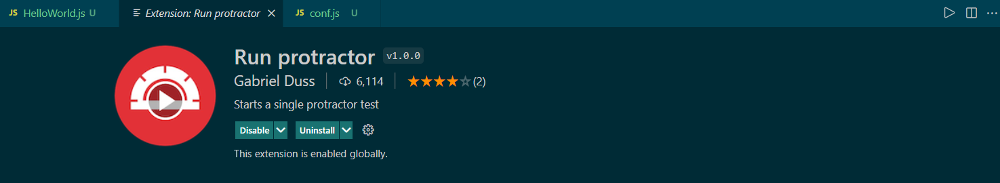 JS HelloWorld.js U Extension: Run protractor JS conf.js U
Run protractor v1.0.0
Gabriel Duss 6,114 (2)
Starts a single protractor test
Disable Uninstall
This extension is enabled globally.